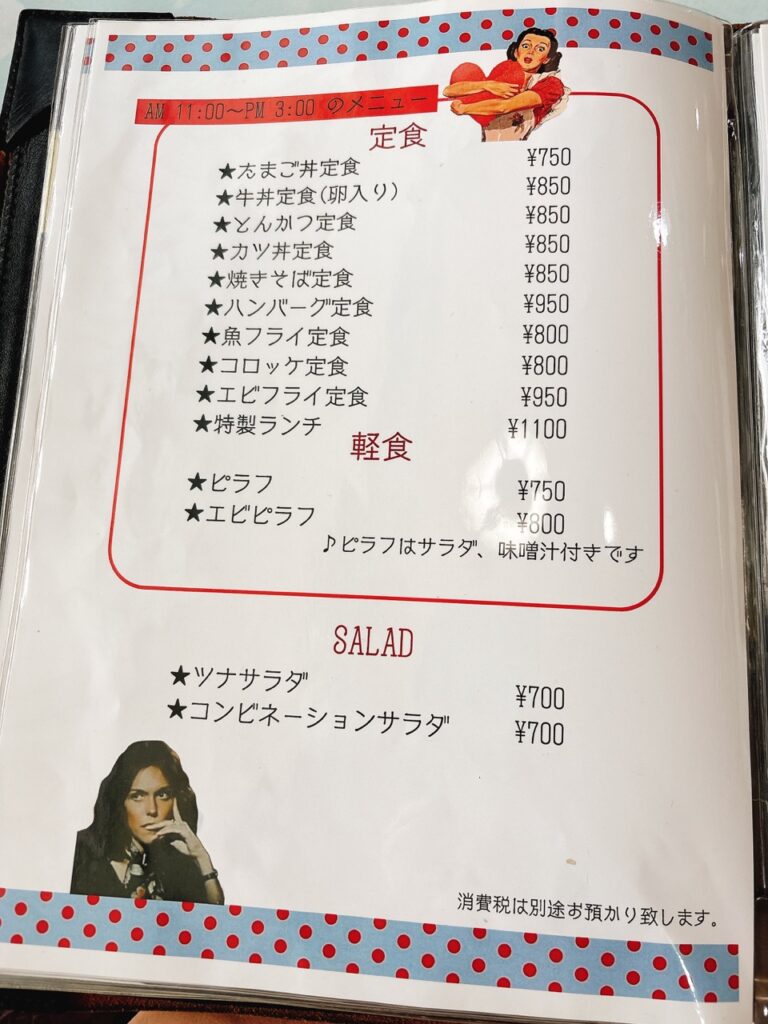 AM 11:00～PM 3:00 のメニュー
定食
★たまご丼定食 ¥750
★牛丼定食(卵入り) ¥850
★とんかつ定食 ¥850
★カツ丼定食 ¥850
★焼きそば定食 ¥850
★ハンバーグ定食 ¥950
★魚フライ定食 ¥800
★コロッケ定食 ¥800
★エビフライ定食 ¥950
★特製ランチ ¥1100
軽食
★ピラフ ¥750
★エビピラフ ¥800
♪ピラフはサラダ、味噌汁付きです
SALAD
★ツナサラダ ¥700
★コンビネーションサラダ ¥700
消費税は別途お預かり致します。